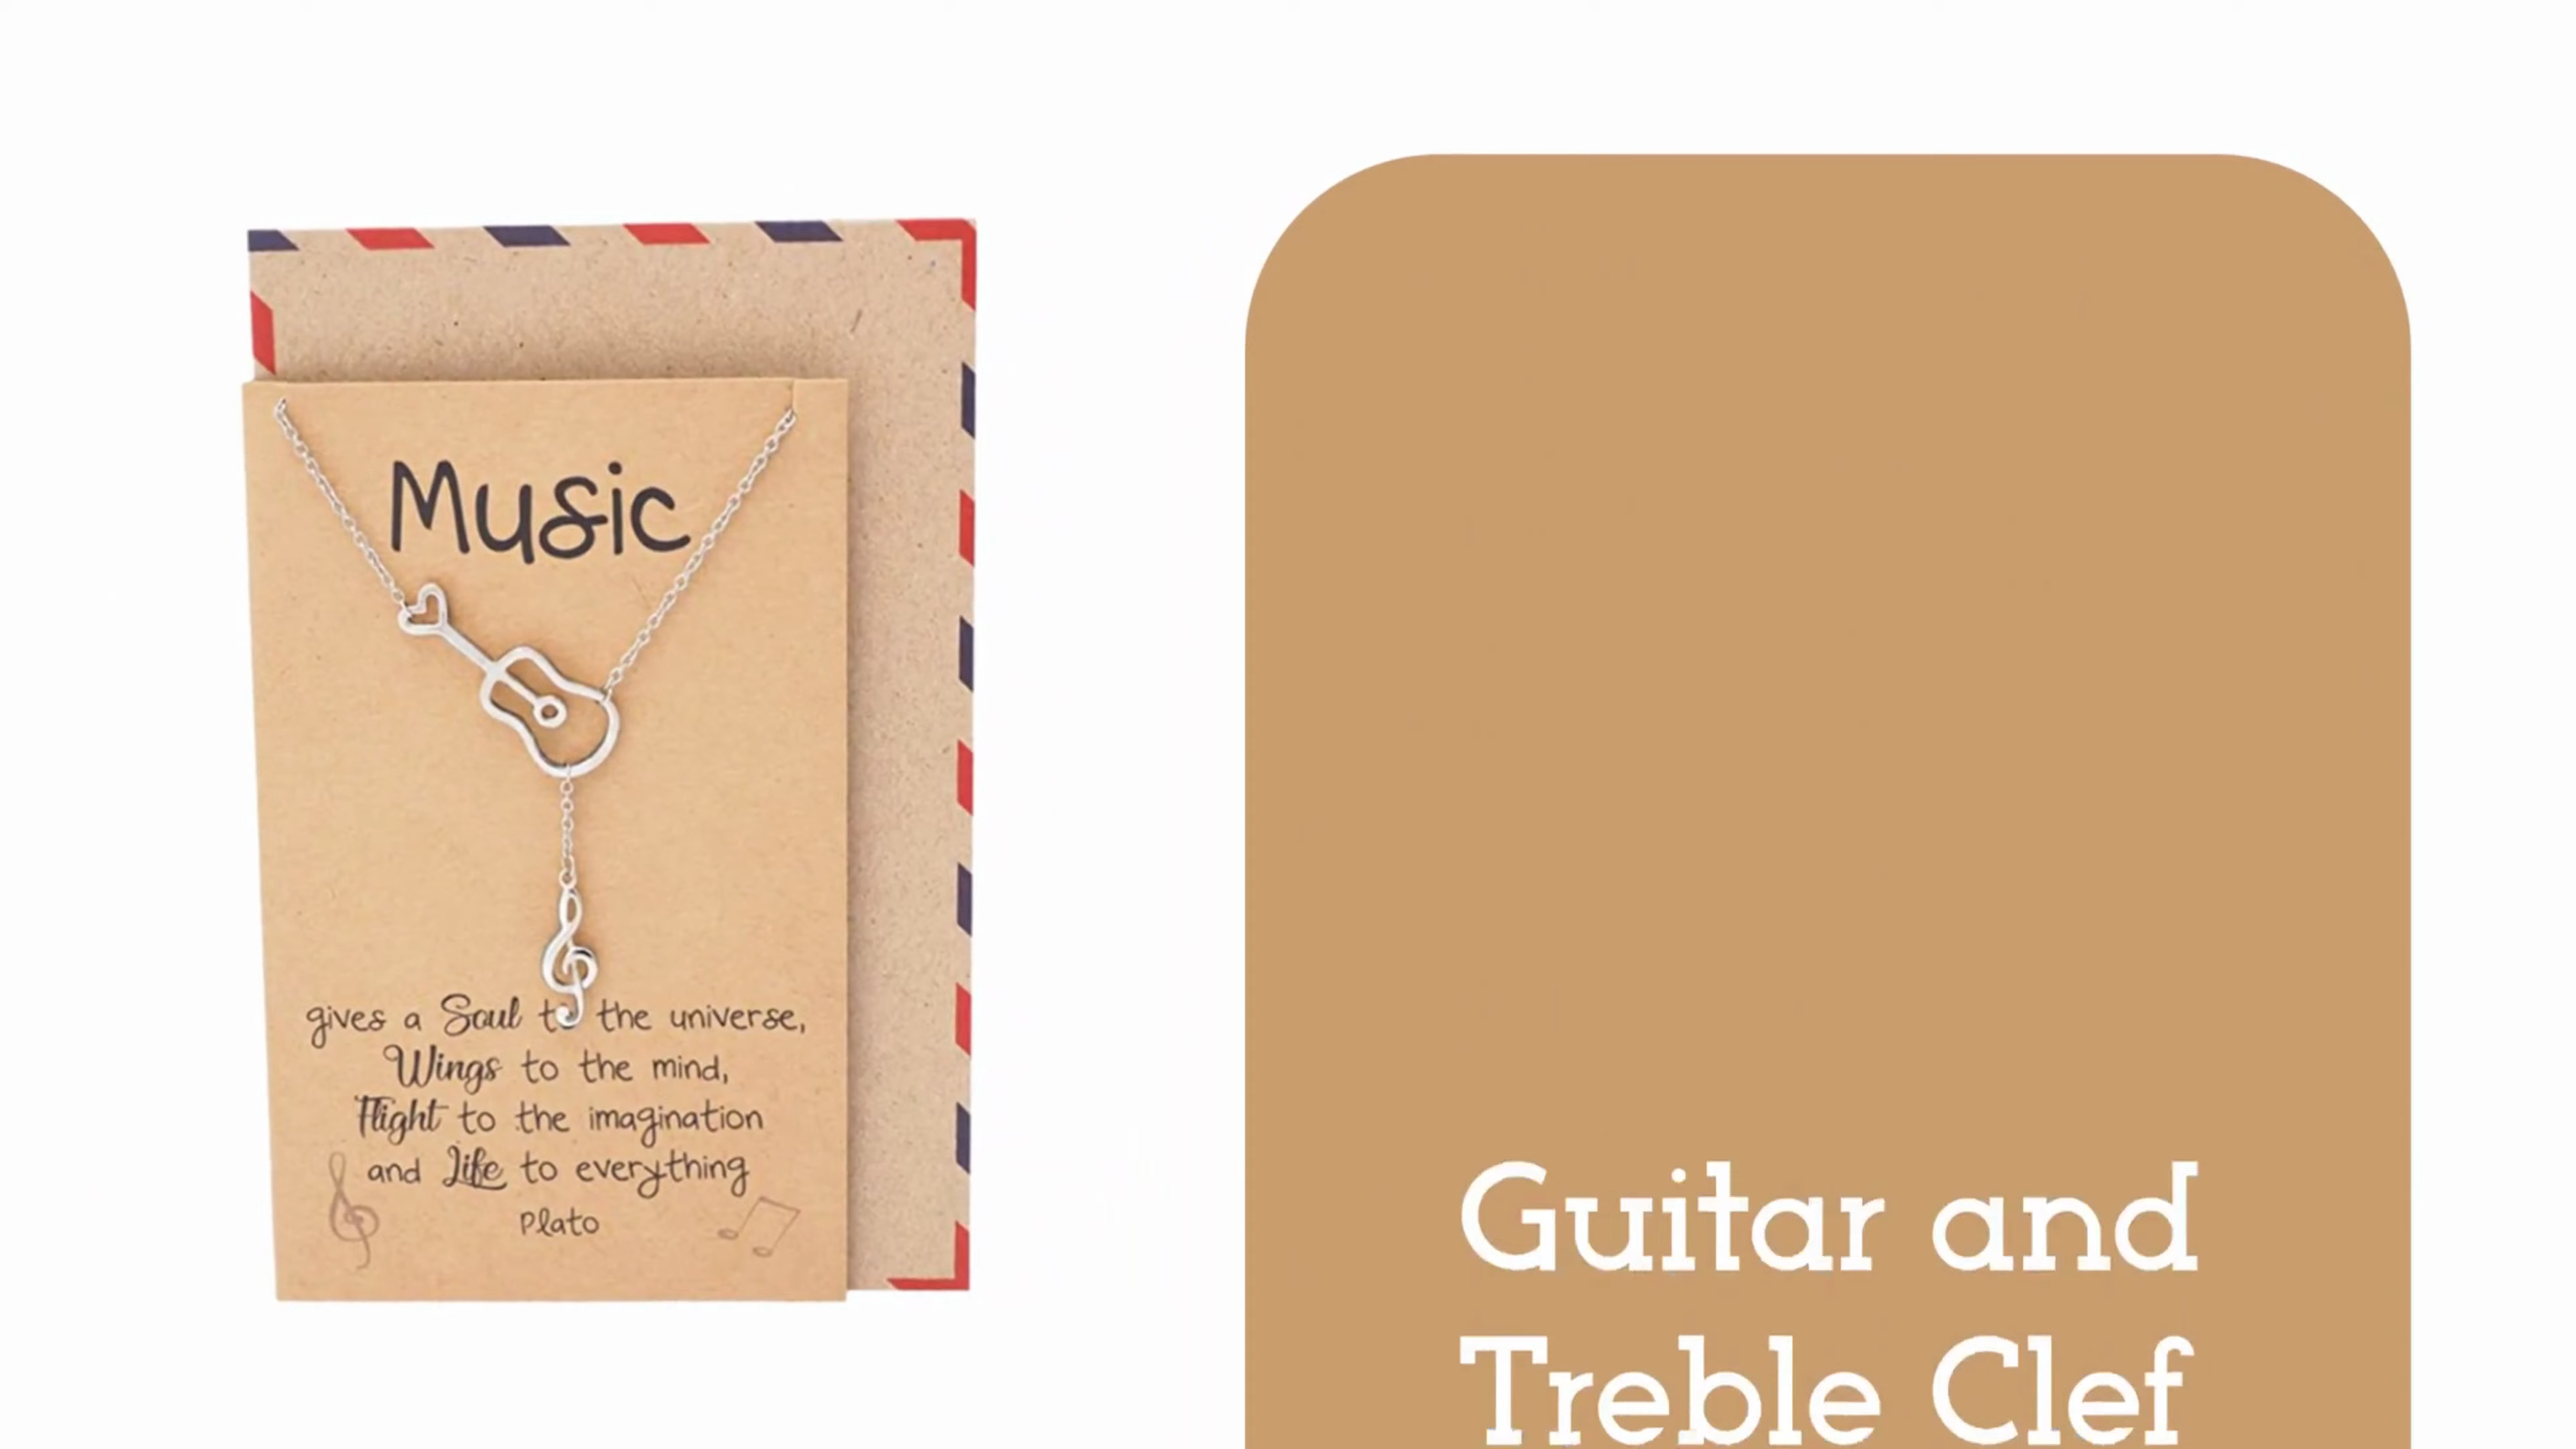 Music
gives a Soul to the universe,
Wings to the mind,
Flight to the imagination
and Life to everything
Plato
Guitar and
Treble Clef